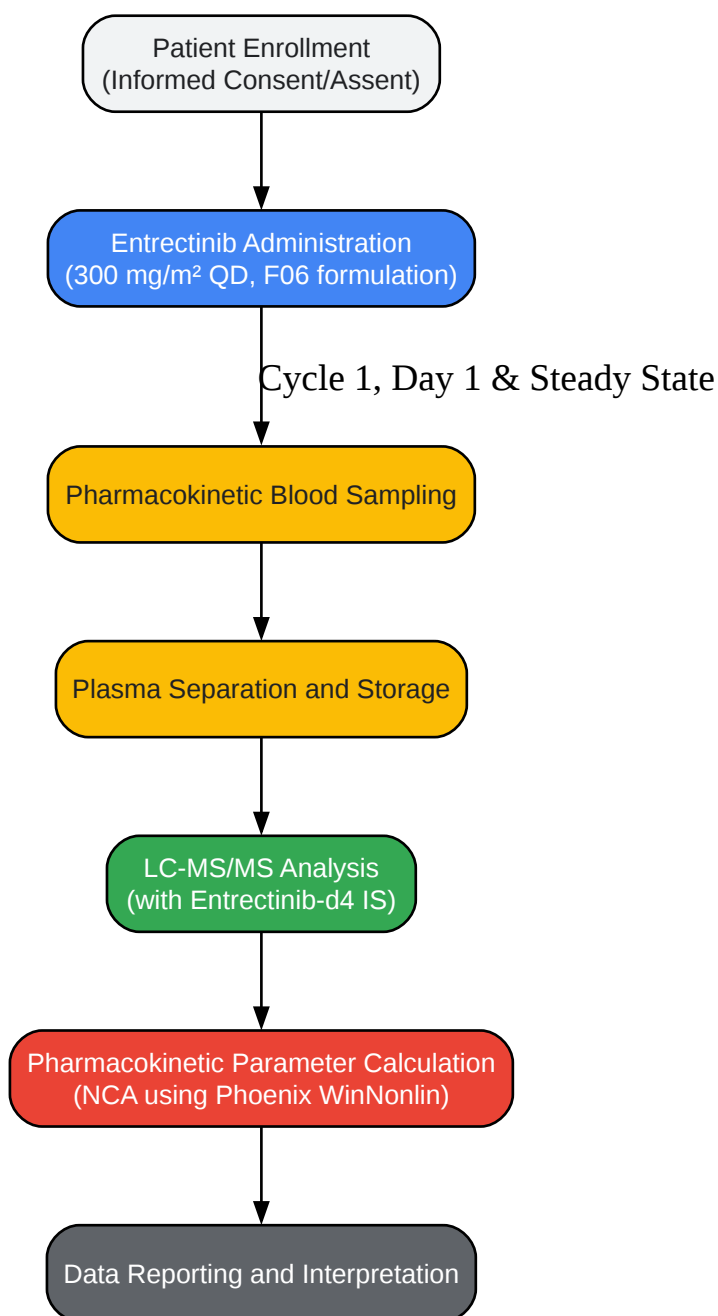 Patient Enrollment
(Informed Consent/Assent)
Entrectinib Administration
(300 mg/m² QD, F06 formulation)
Cycle 1, Day 1 & Steady State
Pharmacokinetic Blood Sampling
Plasma Separation and Storage
LC-MS/MS Analysis
(with Entrectinib-d4 IS)
Pharmacokinetic Parameter Calculation
(NCA using Phoenix WinNonlin)
Data Reporting and Interpretation